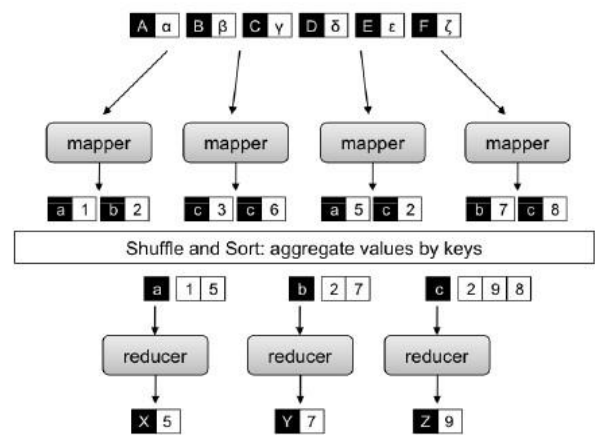 A α B β C γ D δ E ε F ζ
mapper mapper mapper mapper
a 1 b 2 c 3 c 6 a 5 c 2 b 7 c 8
Shuffle and Sort: aggregate values by keys
a 1 5 b 2 7 c 2 9 8
reducer reducer reducer
X 5 Y 7 Z 9